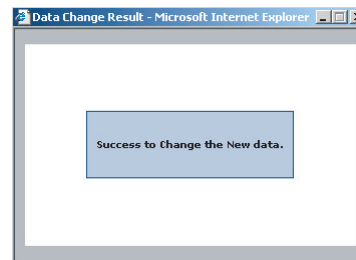 Data Change Result - Microsoft Internet Explorer
Success to Change the New data.